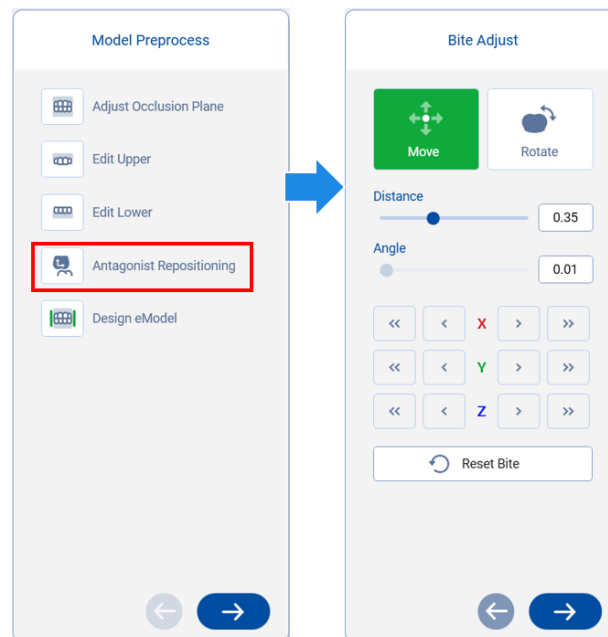 Model Preprocess
Adjust Occlusion Plane
Edit Upper
Edit Lower
Antagonist Repositioning
Design eModel
Bite Adjust
Move
Rotate
Distance
0.35
Angle
0.01
X
Y
Z
Reset Bite